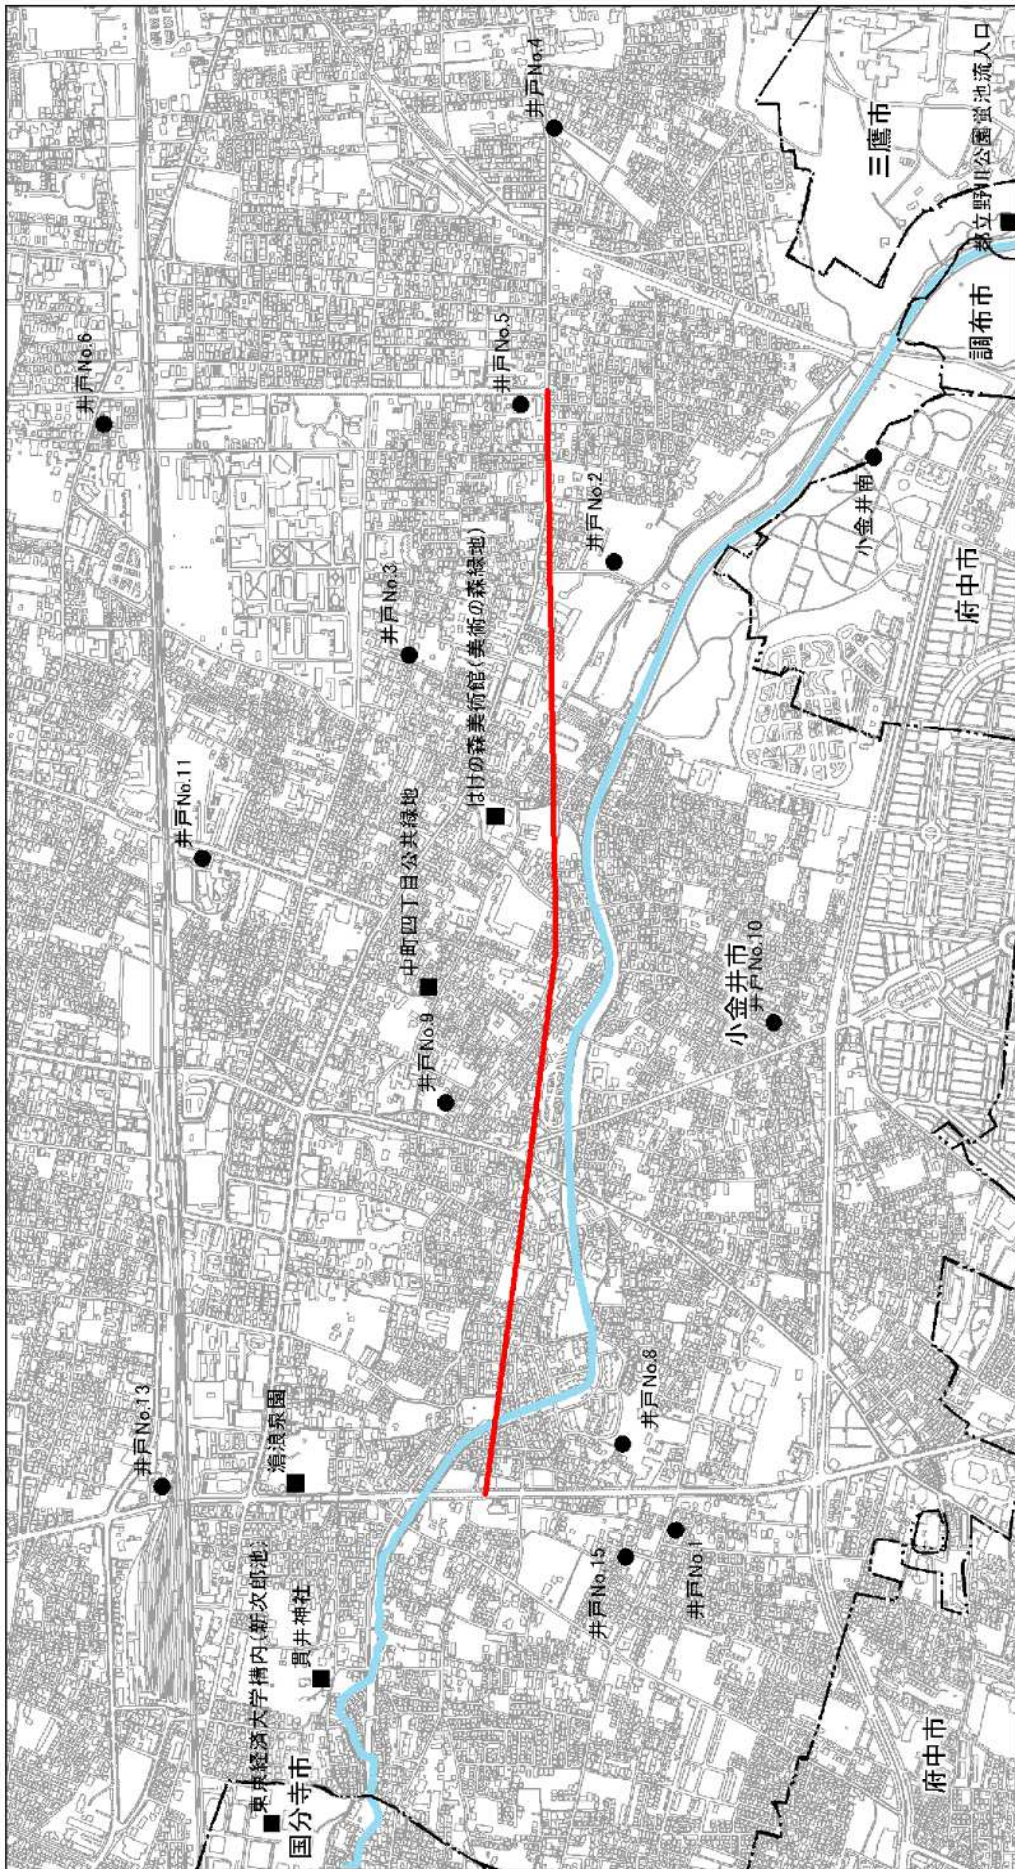 東京経済大学構内(新次郎池)
国分寺市
貫井神社
井戸No.13
滄浪泉園
井戸No.11
井戸No.6
井戸No.9
中町四丁目公共緑地
はけの森美術館(美術の森緑地)
井戸No.3
井戸No.5
井戸No.4
井戸No.2
井戸No.15
井戸No.1
井戸No.8
小金井市
井戸No.10
小金井南
三鷹市
調布市
都立野川公園蛍池流入口
府中市
府中市